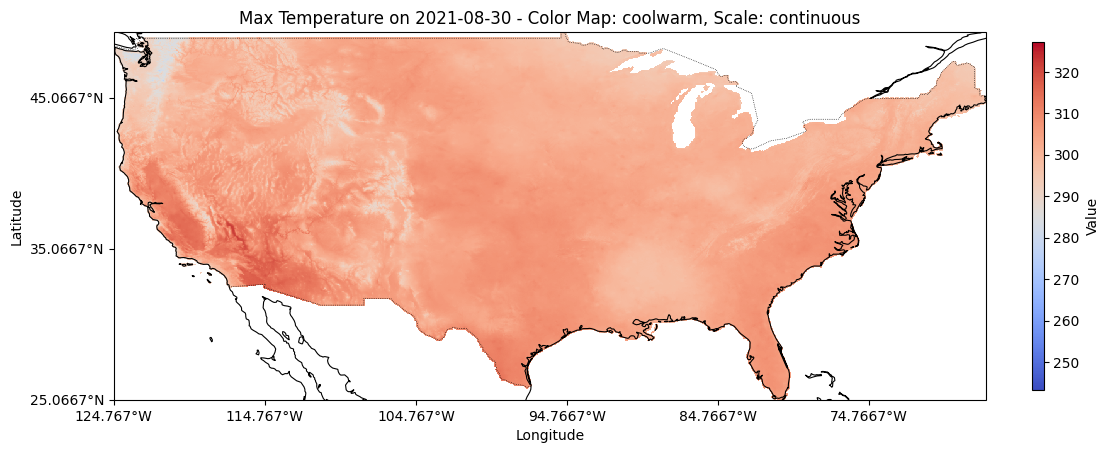 Max Temperature on 2021-08-30 - Color Map: coolwarm, Scale: continuous
Latitude
45.0667°N
35.0667°N
25.0667°N
124.767°W
114.767°W
104.7667°W
94.7667°W
84.7667°W
74.7667°W
Longitude
320
310
300
290
280
270
260
250
Value